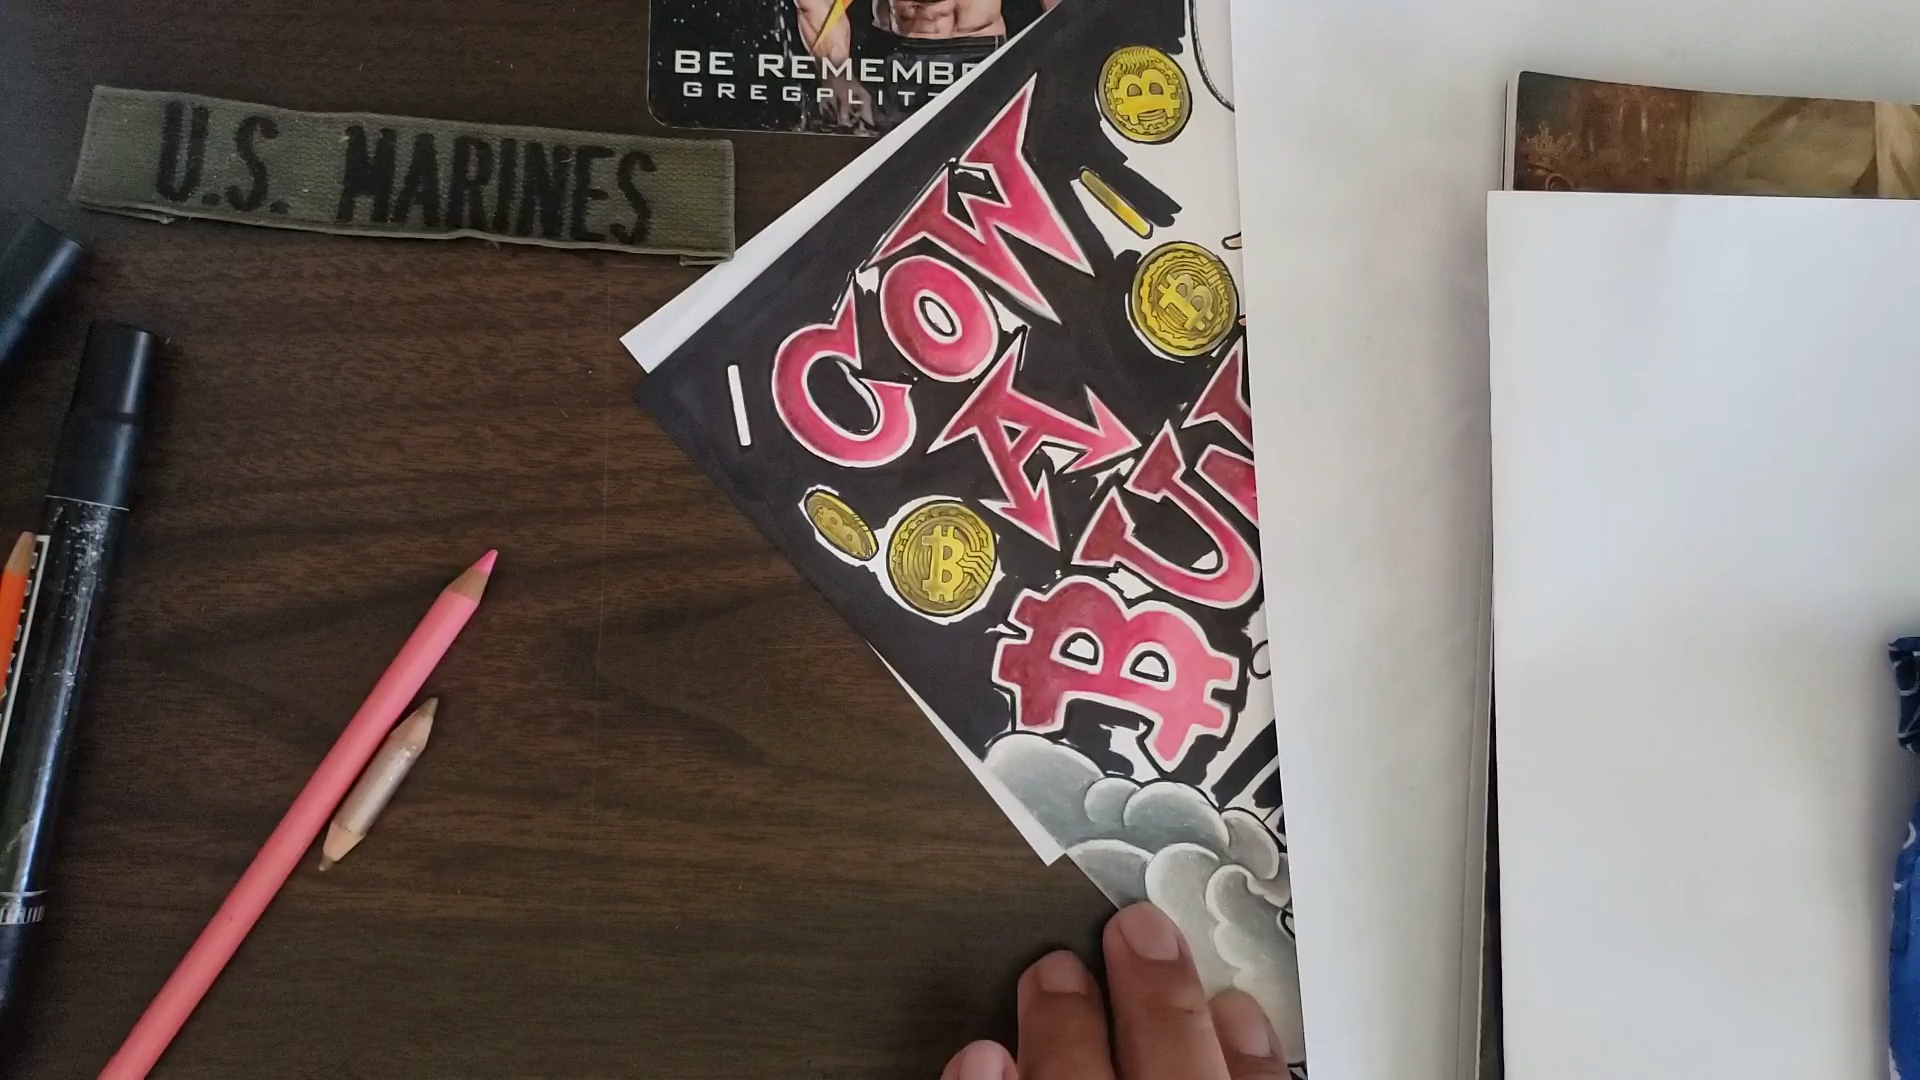 BE REMEMBE
GREGPLITT
U.S. MARINES
COW
A
BU